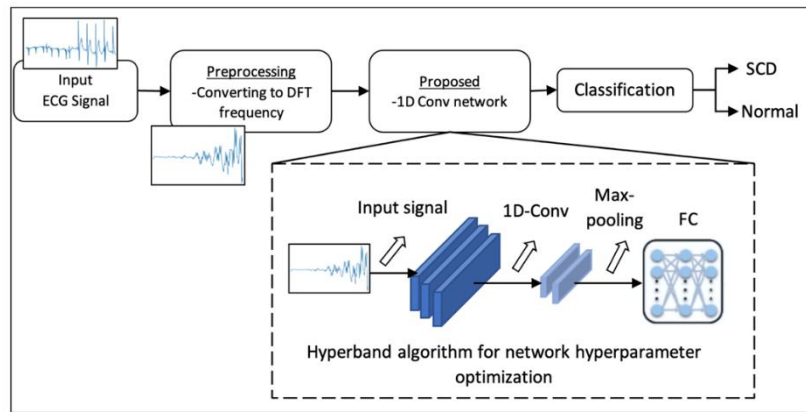 Input
ECG Signal
Preprocessing
-Converting to DFT
frequency
Proposed
-1D Conv network
Classification
SCD
Normal
Input signal
1D-Conv
Max-
pooling
FC
Hyperband algorithm for network hyperparameter
optimization